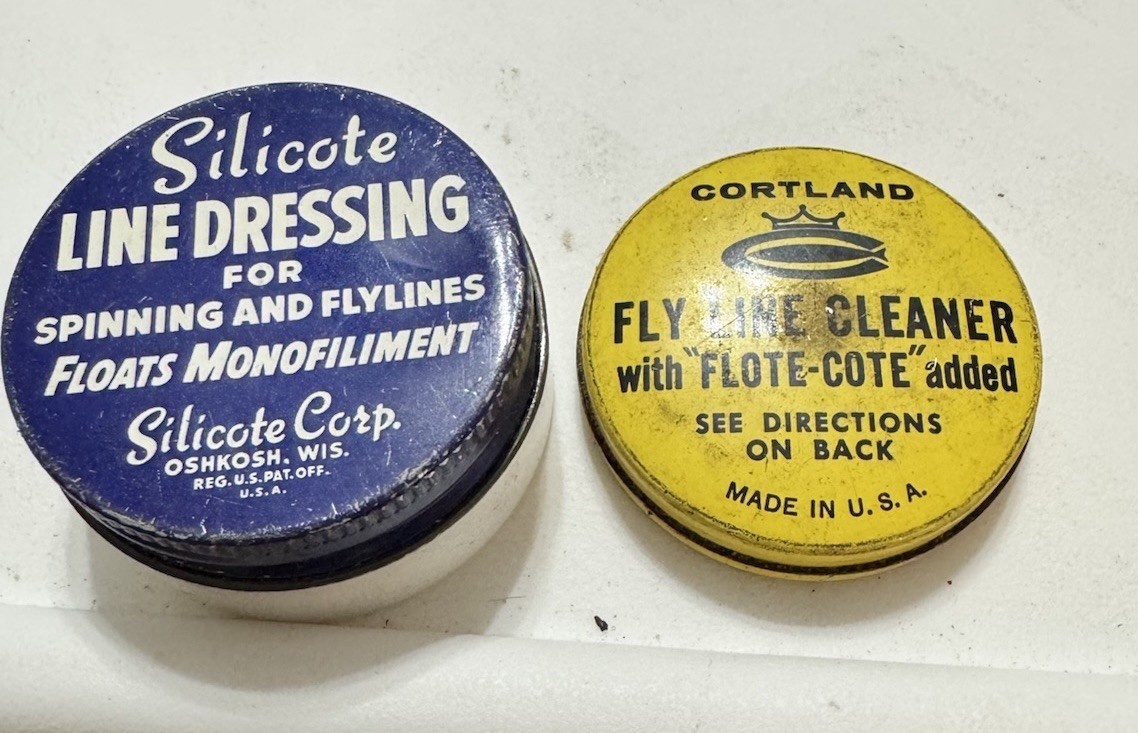 Silicote
LINE DRESSING
FOR
SPINNING AND FLYLINES
FLOATS MONOFILIMENT
Silicote Corp.
OSHKOSH, WIS.
REG. U.S. PAT. OFF.
U.S.A.
CORTLAND
FLY LINE CLEANER
with "FLOTE-COTE" added
SEE DIRECTIONS
ON BACK
MADE IN U. S. A.